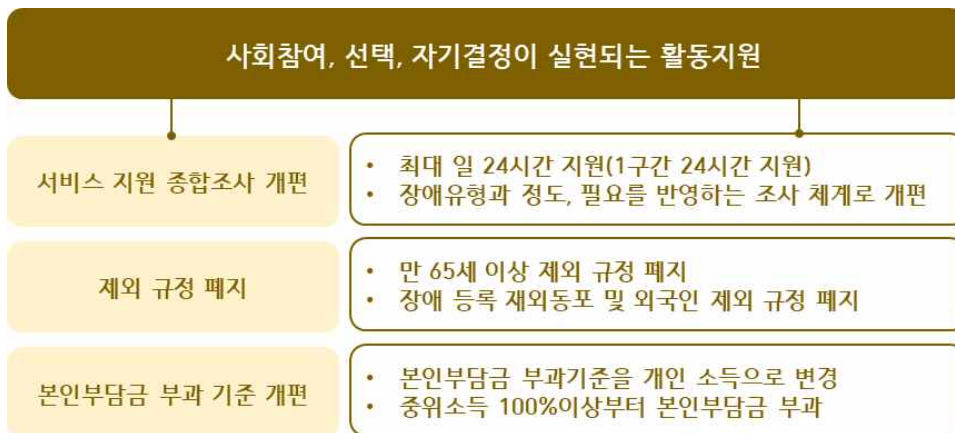 사회참여, 선택, 자기결정이 실현되는 활동지원
서비스 지원 종합조사 개편
• 최대 일 24시간 지원(1구간 24시간 지원)
• 장애유형과 정도, 필요를 반영하는 조사 체계로 개편
제외 규정 폐지
• 만 65세 이상 제외 규정 폐지
• 장애 등록 재외동포 및 외국인 제외 규정 폐지
본인부담금 부과 기준 개편
• 본인부담금 부과기준을 개인 소득으로 변경
• 중위소득 100%이상부터 본인부담금 부과